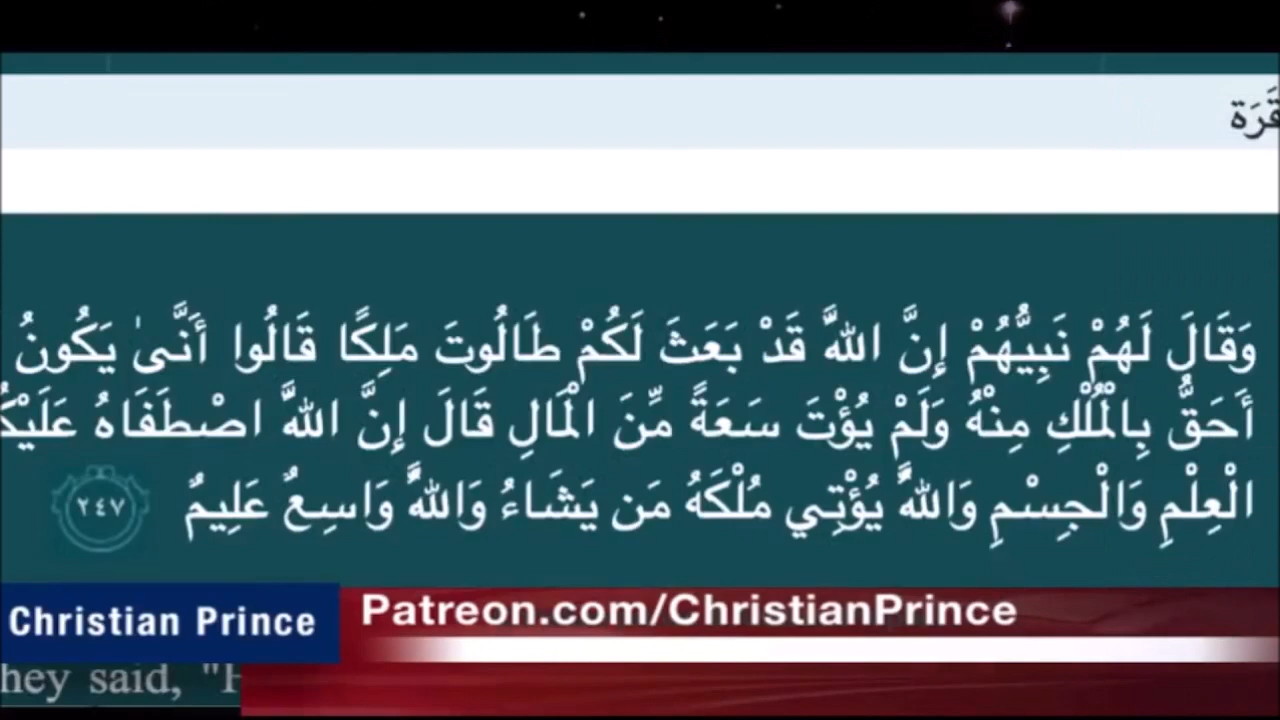 وَقَالَ لَهُمْ نَبِيُّهُمْ إِنَّ اللَّهَ قَدْ بَعَثَ لَكُمْ طَالُوتَ مَلِكًا قَالُوا أَنَّىٰ يَكُونُ
أَحَقُّ بِالْمُلْكِ مِنْهُ وَلَمْ يُؤْتَ سَعَةً مِّنَ الْمَالِ قَالَ إِنَّ اللَّهَ اصْطَفَاهُ
الْعِلْمِ وَالْجِسْمِ وَاللَّهُ يُؤْتِي مُلْكَهُ مَن يَشَاءُ وَاللَّهُ وَاسِعٌ عَلِيمٌ ٢٤٧
Christian Prince
Patreon.com/ChristianPrince
hey said, "